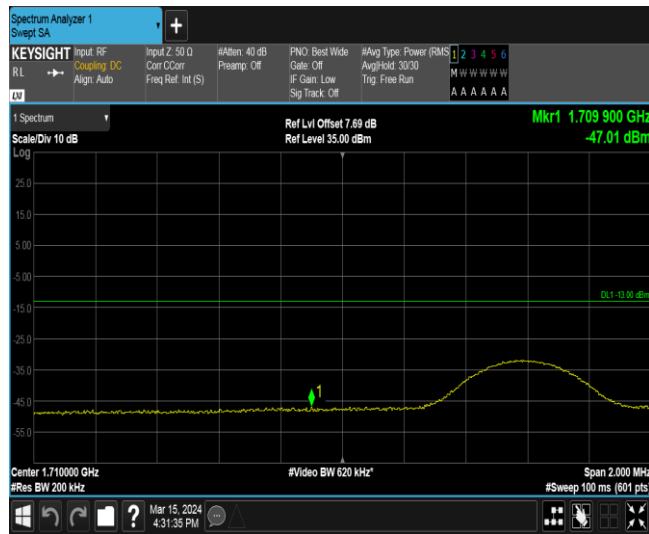 Spectrum Analyzer 1
Swept SA
KEYSIGHT
RL
LXI
Input: RF
Coupling: DC
Align: Auto
Input Z: 50 Ω
Corr CCorr
Freq Ref: Int (S)
#Atten: 40 dB
Preamp: Off
PNO: Best Wide
Gate: Off
IF Gain: Low
Sig Track: Off
#Avg Type: Power (RMS
Avg|Hold: 30/30
Trig: Free Run
1 2 3 4 5 6
M W W W W W
A A A A A A
1 Spectrum
Scale/Div 10 dB
Log
Ref Lvl Offset 7.69 dB
Ref Level 35.00 dBm
Mkr1 1.709 900 GHz
-47.01 dBm
25.0
15.0
5.00
-5.00
DL1 -13.00 dBm
-15.0
-25.0
-35.0
1
-45.0
-55.0
Center 1.710000 GHz
#Res BW 200 kHz
#Video BW 620 kHz*
Span 2.000 MHz
#Sweep 100 ms (601 pts
?
Mar 15, 2024
4:31:35 PM